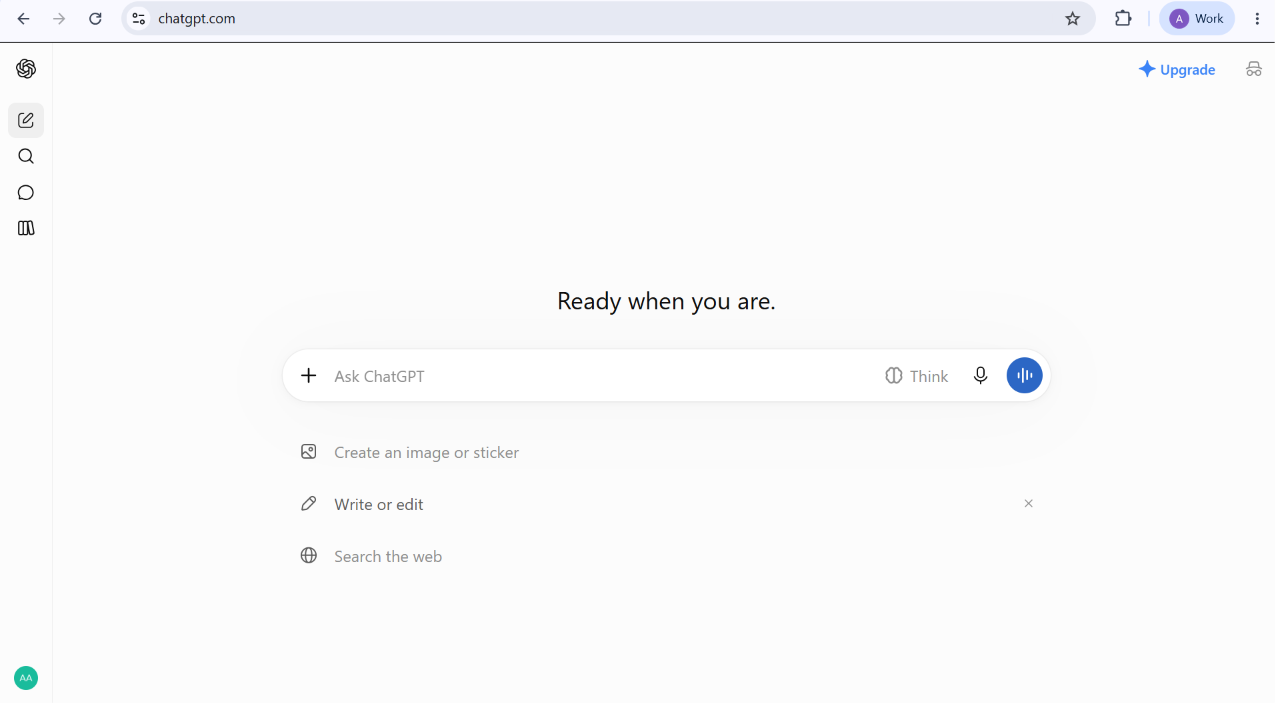 chatgpt.com
A Work
Upgrade
Ready when you are.
Ask ChatGPT
Think
Create an image or sticker
Write or edit
Search the web
AA